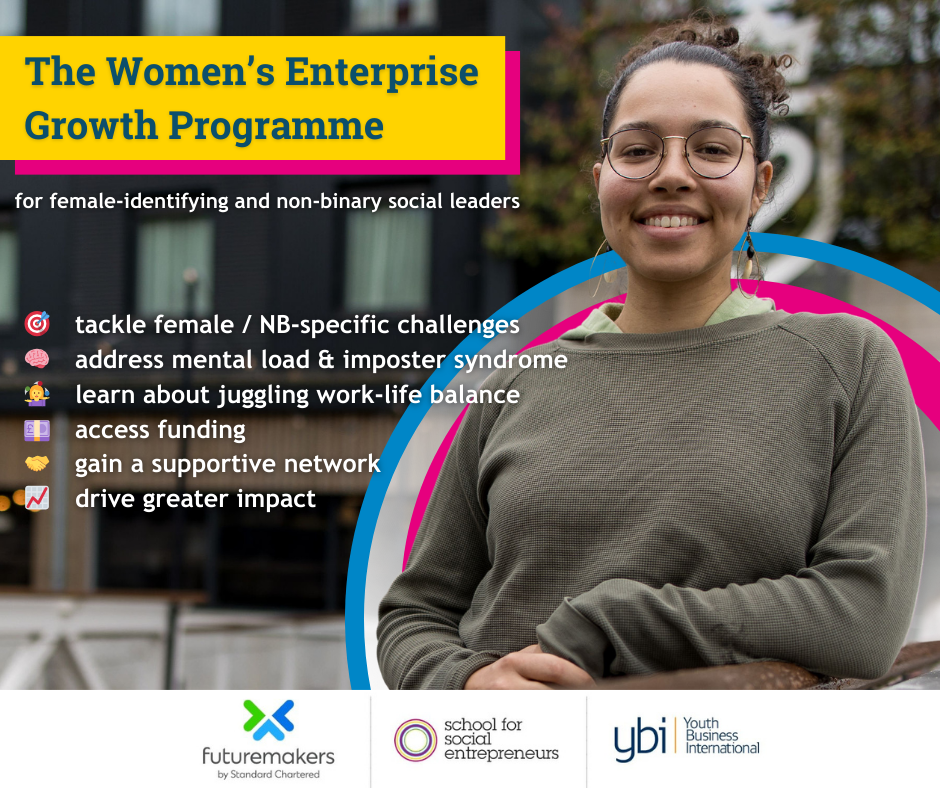 The Women’s Enterprise
Growth Programme
for female-identifying and non-binary social leaders
tackle female / NB-specific challenges
address mental load & imposter syndrome
learn about juggling work-life balance
access funding
gain a supportive network
drive greater impact
futuremakers
by Standard Chartered
school for
social
entrepreneurs
ybi
Youth
Business
International